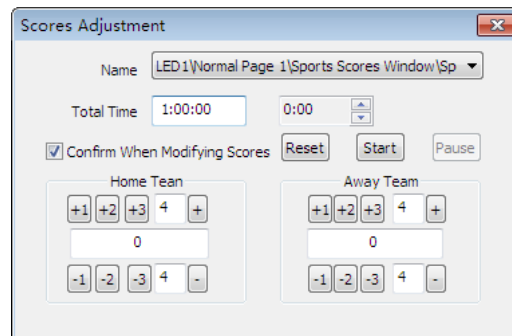 Scores Adjustment
Name LED1\Normal Page 1\Sports Scores Window\Sp
Total Time 1:00:00 0:00
Confirm When Modifying Scores Reset Start Pause
Home Tean Away Team
+1 +2 +3 4 + +1 +2 +3 4 +
0 0
-1 -2 -3 4 - -1 -2 -3 4 -